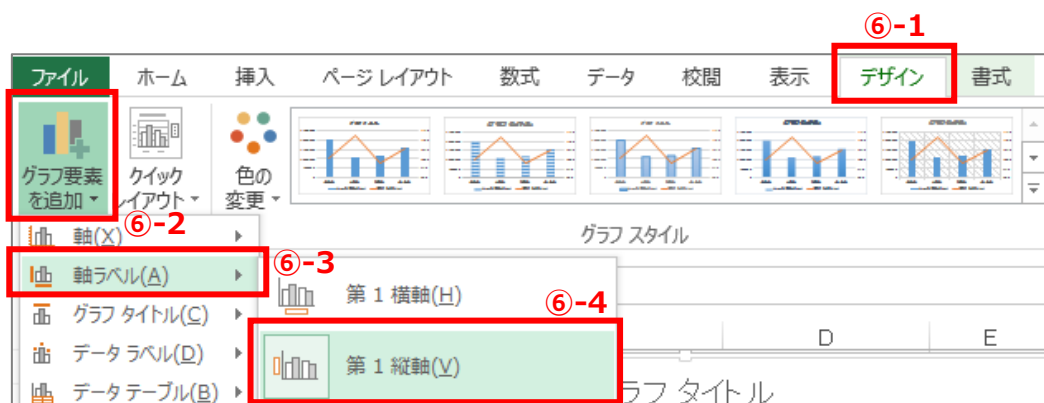 ⑥-1
ファイル ホーム 挿入 ページ レイアウト 数式 データ 校閲 表示 デザイン 書式
グラフ要素 クイック 色の
を追加 レイアウト 変更
⑥-2
グラフ スタイル
軸(X)
軸ラベル(A)
⑥-3
第 1 横軸(H)
⑥-4
グラフ タイトル(C)
D E
データ ラベル(D)
第 1 縦軸(V)
データ テーブル(B)
ラフ タイトル